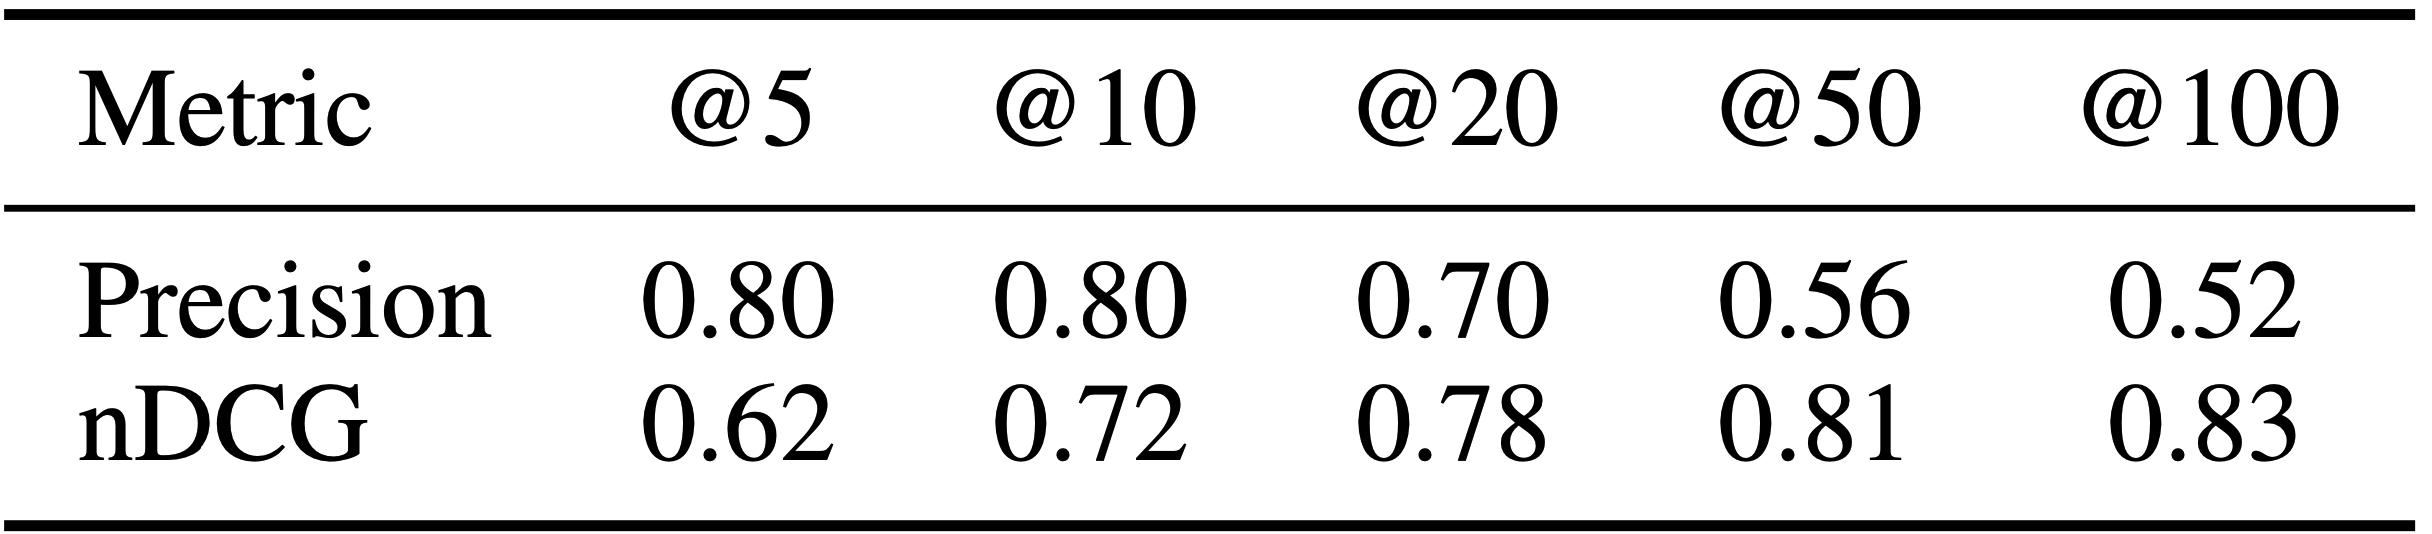 Metric @5 @10 @20 @50 @100
Precision 0.80 0.80 0.70 0.56 0.52
nDCG 0.62 0.72 0.78 0.81 0.83